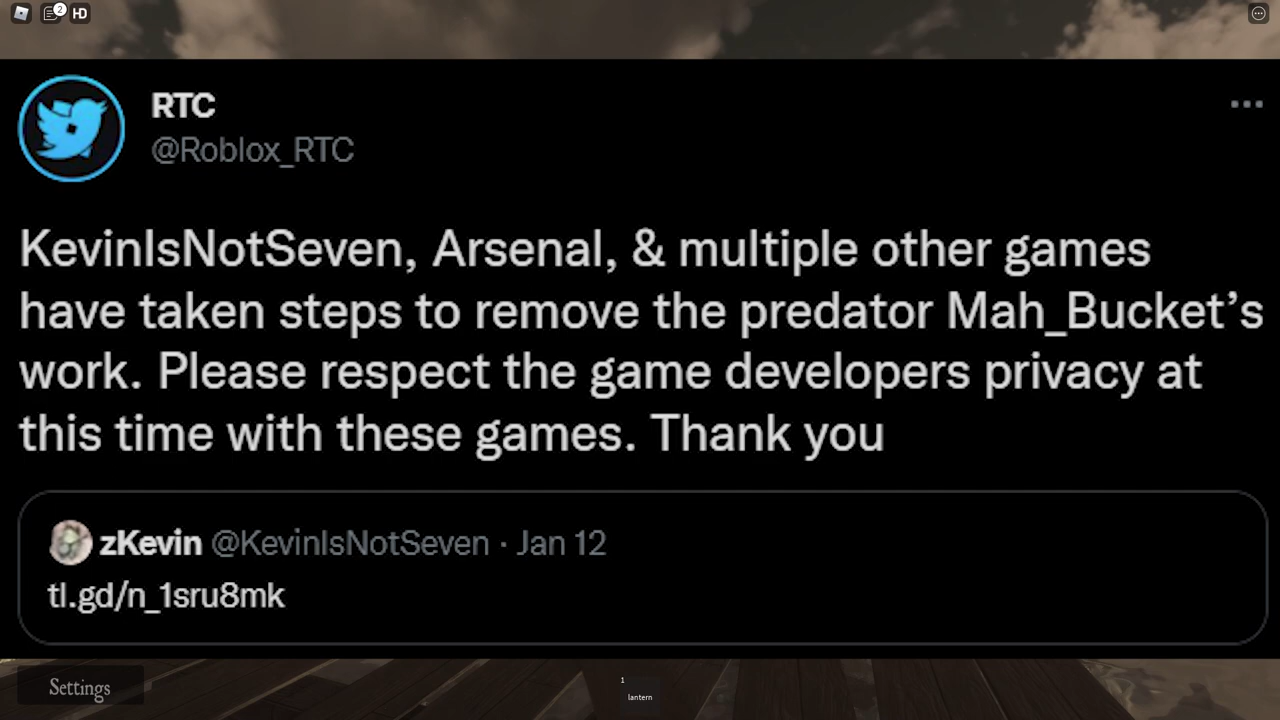 2
HD
RTC
@Roblox_RTC
KevinIsNotSeven, Arsenal, & multiple other games
have taken steps to remove the predator Mah_Bucket’s
work. Please respect the game developers privacy at
this time with these games. Thank you
zKevin @KevinIsNotSeven · Jan 12
tl.gd/n_1sru8mk
Settings
1
lantern